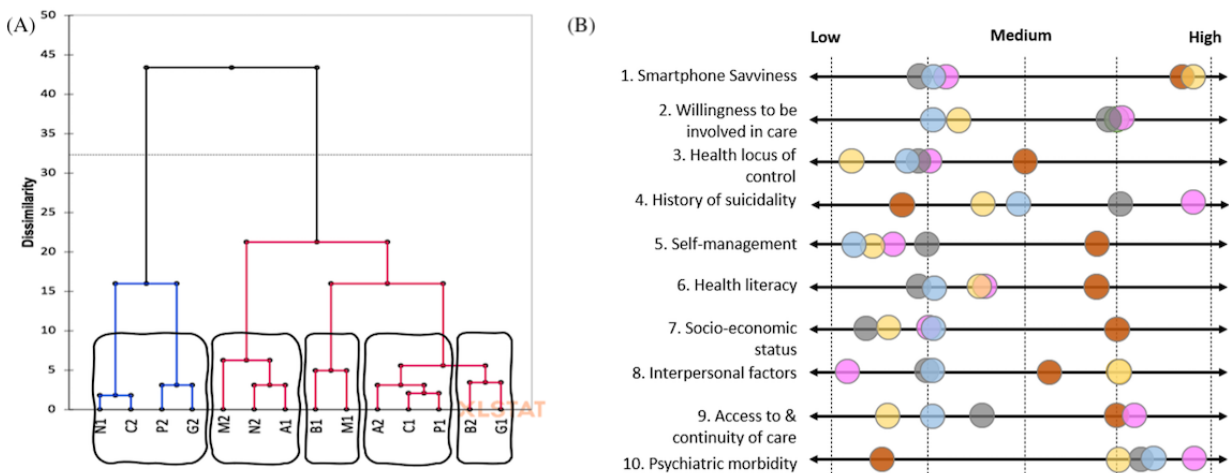 (A)
Dissimilarity
50
45
40
35
30
25
20
15
10
5
0
N1 C2 P2 G2 M2 N2 A1 B1 M1 A2 C1 P1 B2 G1
XLSTAT
(B)
Low Medium High
1. Smartphone Savviness
2. Willingness to be
involved in care
3. Health locus of
control
4. History of suicidality
5. Self-management
6. Health literacy
7. Socio-economic
status
8. Interpersonal factors
9. Access to &
continuity of care
10. Psychiatric morbidity